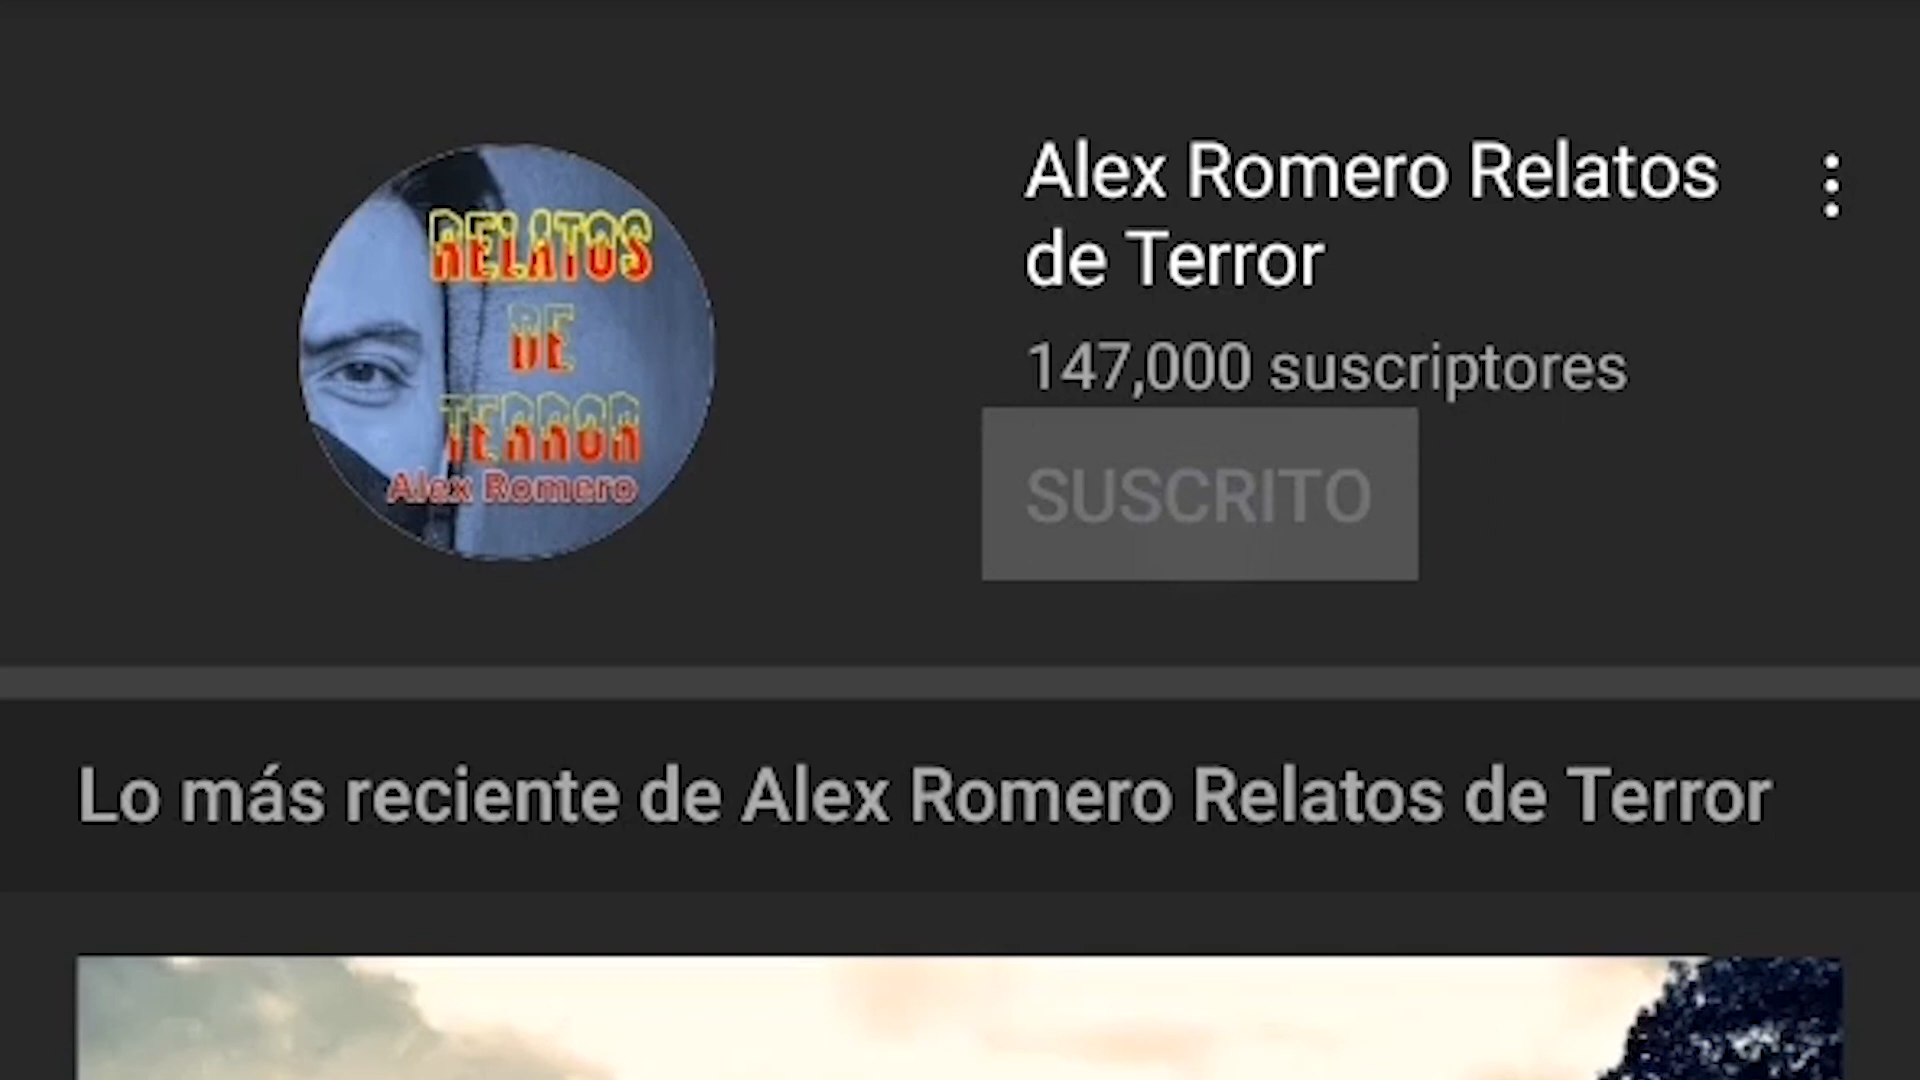 RELATOS
DE
TERROR
Alex Romero
Alex Romero Relatos
de Terror
147,000 suscriptores
SUSCRITO
Lo más reciente de Alex Romero Relatos de Terror